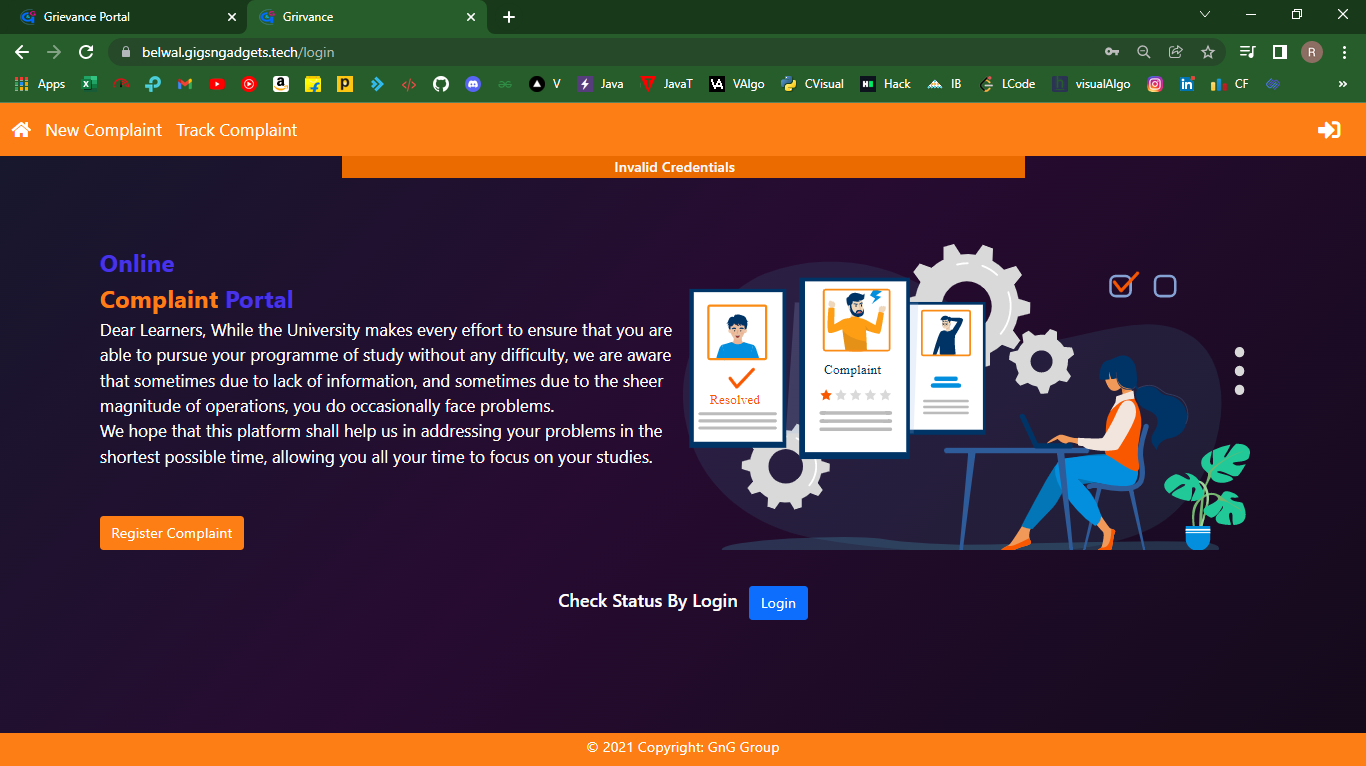 Grievance Portal
Grirvance
belwal.gigsngadgets.tech/login
R
Apps
V
Java
JavaT
VA
VAlgo
CVisual
Hack
IB
LCode
visualAlgo
CF
New Complaint
Track Complaint
Invalid Credentials
Online
Complaint Portal
Dear Learners, While the University makes every effort to ensure that you are
able to pursue your programme of study without any difficulty, we are aware
that sometimes due to lack of information, and sometimes due to the sheer
magnitude of operations, you do occasionally face problems.
We hope that this platform shall help us in addressing your problems in the
shortest possible time, allowing you all your time to focus on your studies.
Resolved
Complaint
Register Complaint
Check Status By Login
Login
© 2021 Copyright: GnG Group